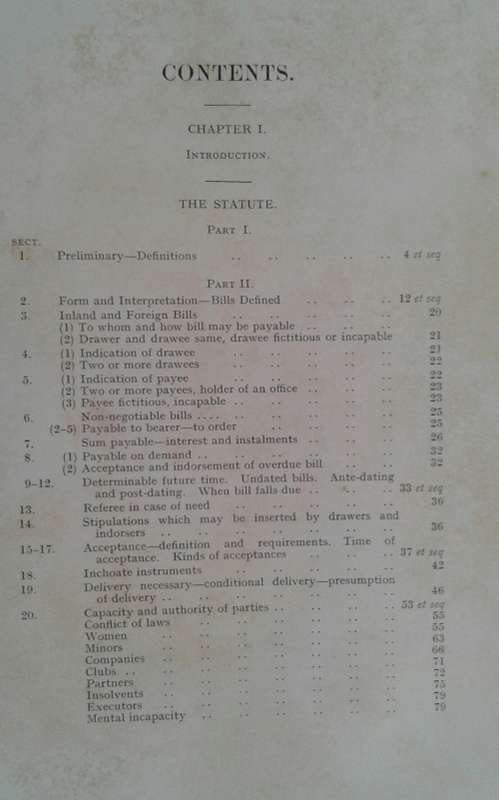 CONTENTS.
CHAPTER I.
INTRODUCTION.
THE STATUTE.
PART I.
SECT.
1. Preliminary—Definitions .. .. .. .. .. 4 et seq
PART II.
2. Form and Interpretation—Bills Defined .. .. .. 12 et seq
3. Inland and Foreign Bills .. .. .. .. .. 20
(1) To whom and how bill may be payable .. .. ..
(2) Drawer and drawee same, drawee fictitious or incapable 21
4. (1) Indication of drawee .. .. .. .. .. 21
(2) Two or more drawees .. .. .. .. .. 22
5. (1) Indication of payee .. .. .. .. .. 22
(2) Two or more payees, holder of an office .. .. .. 23
(3) Payee fictitious, incapable .. .. .. .. .. 23
6. Non-negotiable bills .... .. .. .. .. .. 25
(2-5) Payable to bearer—to order .. .. .. .. 25
7. Sum payable—interest and instalments .. .. .. 26
8. (1) Payable on demand .. .. .. .. .. .. 32
(2) Acceptance and indorsement of overdue bill .. .. 32
9-12. Determinable future time. Undated bills. Ante-dating
and post-dating. When bill falls due .. .. .. 33 et seq
13. Referee in case of need .. .. .. .. .. 36
14. Stipulations which may be inserted by drawers and
indorsers .. .. .. .. .. .. .. 36
15-17. Acceptance—definition and requirements. Time of
acceptance. Kinds of acceptances .. .. .. 37 et seq
18. Inchoate instruments .. .. .. .. .. 42
19. Delivery necessary—conditional delivery—presumption
of delivery .. .. .. .. .. .. .. 46
20. Capacity and authority of parties .. .. .. .. 53 et seq
Conflict of laws .. .. .. .. .. .. 55
Women .. .. .. .. .. .. .. 55
Minors .. .. .. .. .. .. .. 63
Companies .. .. .. .. .. .. .. 66
Clubs .. .. .. .. .. .. .. 71
Partners .. .. .. .. .. .. .. 72
Insolvents .. .. .. .. .. .. .. 75
Executors .. .. .. .. .. .. .. 79
Mental incapacity .. .. .. .. .. .. 79